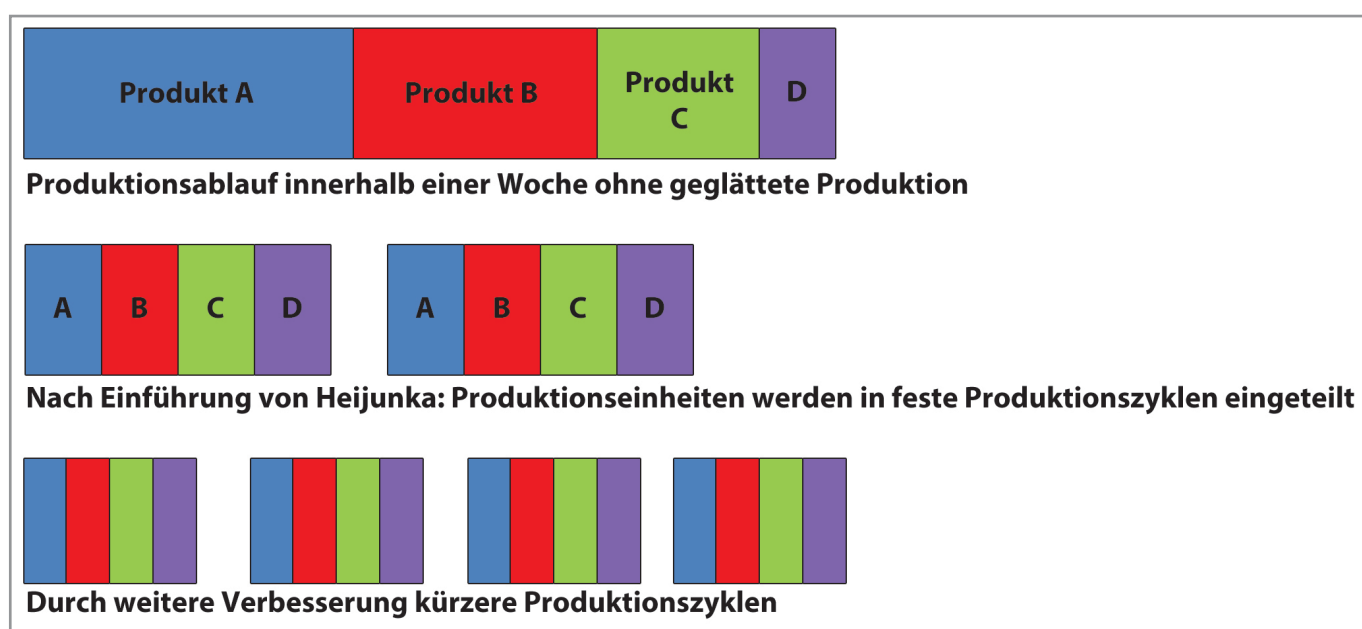 Produkt A
Produkt B
Produkt
C
D
Produktionsablauf innerhalb einer Woche ohne geglättete Produktion
A B C D A B C D
Nach Einführung von Heijunka: Produktionseinheiten werden in feste Produktionszyklen eingeteilt
Durch weitere Verbesserung kürzere Produktionszyklen